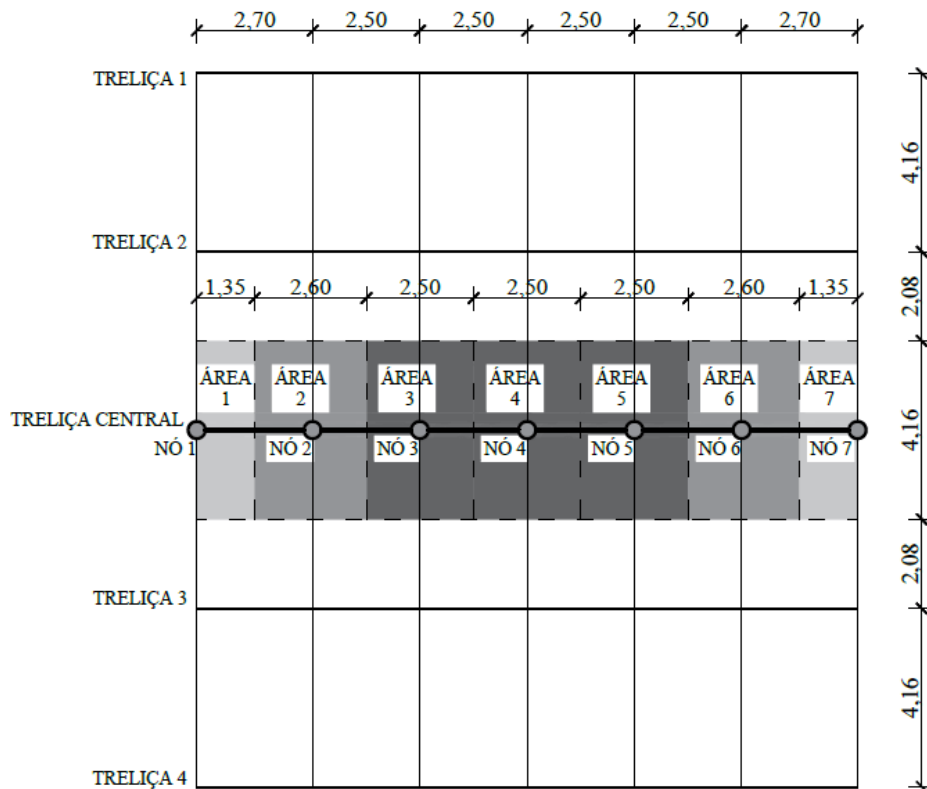 2,70 2,50 2,50 2,50 2,50 2,70
TRELIÇA 1
4,16
TRELIÇA 2
1,35 2,60 2,50 2,50 2,50 2,60 1,35
2,08
ÁREA 1
ÁREA 2
ÁREA 3
ÁREA 4
ÁREA 5
ÁREA 6
ÁREA 7
TRELIÇA CENTRAL
4,16
NÓ 1 NÓ 2 NÓ 3 NÓ 4 NÓ 5 NÓ 6 NÓ 7
2,08
TRELIÇA 3
4,16
TRELIÇA 4